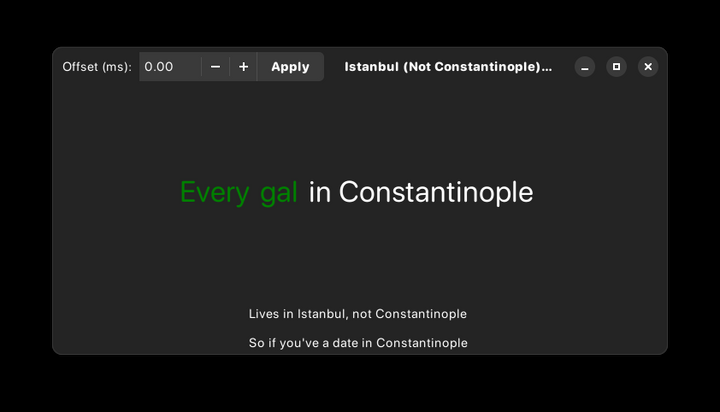 Offset (ms): 0.00 − + Apply Istanbul (Not Constantinople)...
Every gal in Constantinople
Lives in Istanbul, not Constantinople
So if you've a date in Constantinople